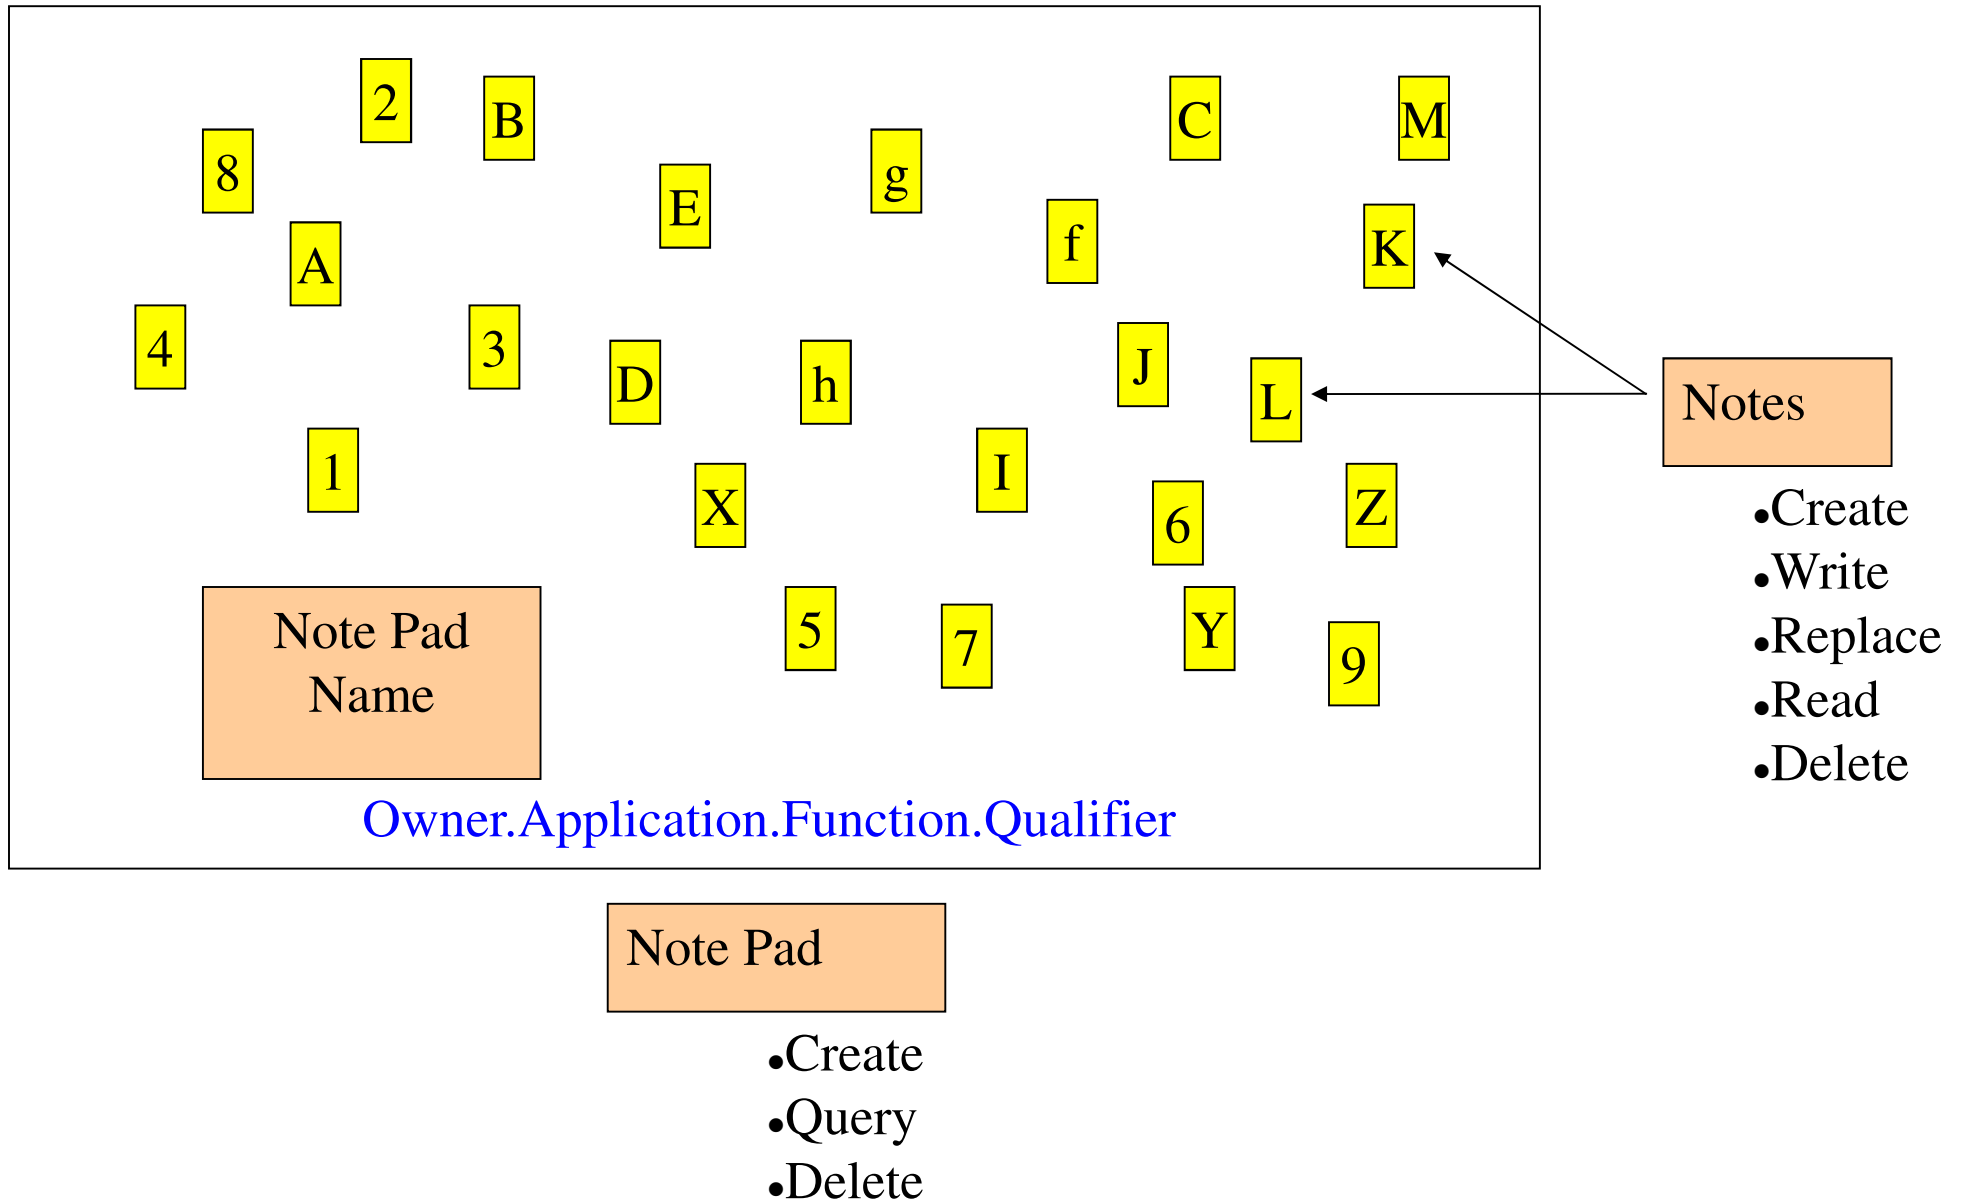 2
B
C
M
8
g
E
f
K
A
4
3
D
h
J
L
Notes
1
X
I
6
Z
●Create
●Write
●Replace
●Read
●Delete
5
7
Y
9
Note Pad
Name
Owner.Application.Function.Qualifier
Note Pad
●Create
●Query
●Delete